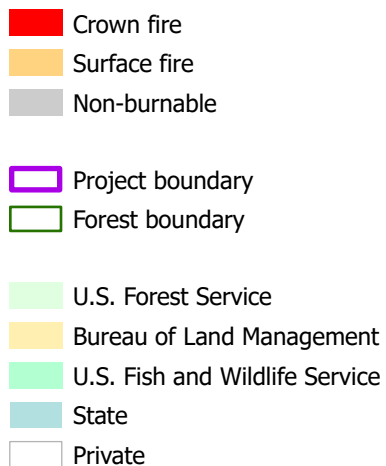 Crown fire
Surface fire
Non-burnable
Project boundary
Forest boundary
U.S. Forest Service
Bureau of Land Management
U.S. Fish and Wildlife Service
State
Private